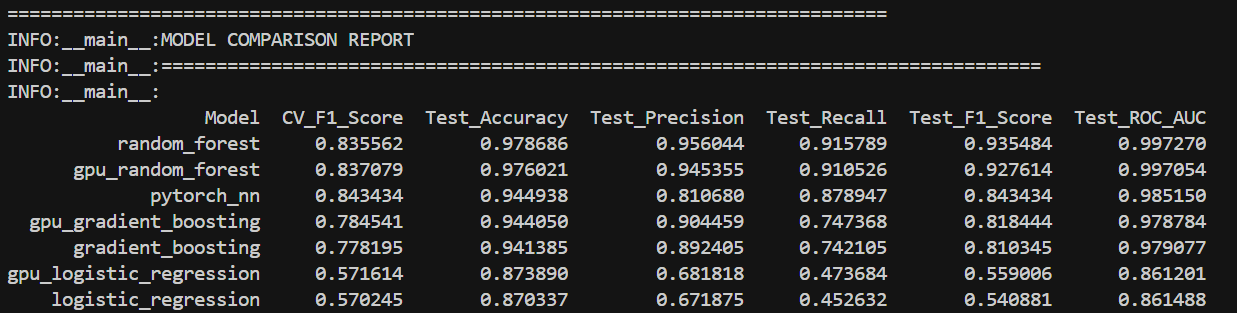 ================================================================================
INFO:__main__:MODEL COMPARISON REPORT
INFO:__main__:================================================================================
INFO:__main__:
Model CV_F1_Score Test_Accuracy Test_Precision Test_Recall Test_F1_Score Test_ROC_AUC
random_forest 0.835562 0.978686 0.956044 0.915789 0.935484 0.997270
gpu_random_forest 0.837079 0.976021 0.945355 0.910526 0.927614 0.997054
pytorch_nn 0.843434 0.944938 0.810680 0.878947 0.843434 0.985150
gpu_gradient_boosting 0.784541 0.944050 0.904459 0.747368 0.818444 0.978784
gradient_boosting 0.778195 0.941385 0.892405 0.742105 0.810345 0.979077
gpu_logistic_regression 0.571614 0.873890 0.681818 0.473684 0.559006 0.861201
logistic_regression 0.570245 0.870337 0.671875 0.452632 0.540881 0.861488